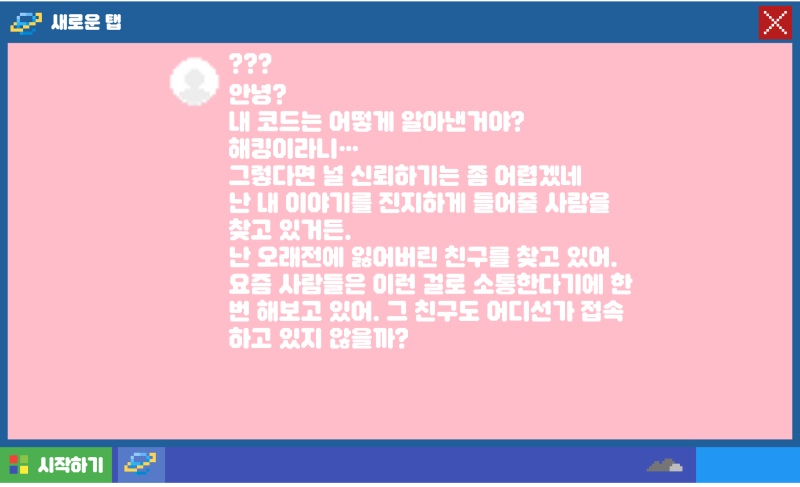 새로운 탭
???
안녕?
내 코드는 어떻게 알아낸거야?
해킹이라니…
그렇다면 널 신뢰하기는 좀 어렵겠네
난 내 이야기를 진지하게 들어줄 사람을
찾고 있거든.
난 오래전에 잃어버린 친구를 찾고 있어.
요즘 사람들은 이런 걸로 소통한다기에 한
번 해보고 있어. 그 친구도 어디선가 접속
하고 있지 않을까?
시작하기